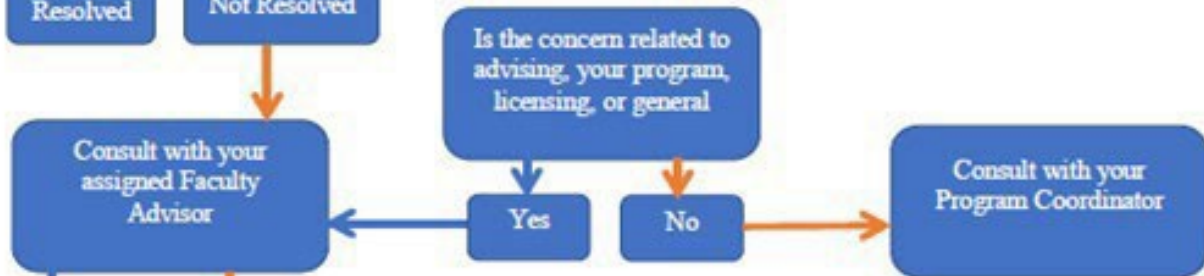 Resolved
Not Resolved
Is the concern related to
advising, your program,
licensing, or general
Consult with your
assigned Faculty
Advisor
Yes
No
Consult with your
Program Coordinator